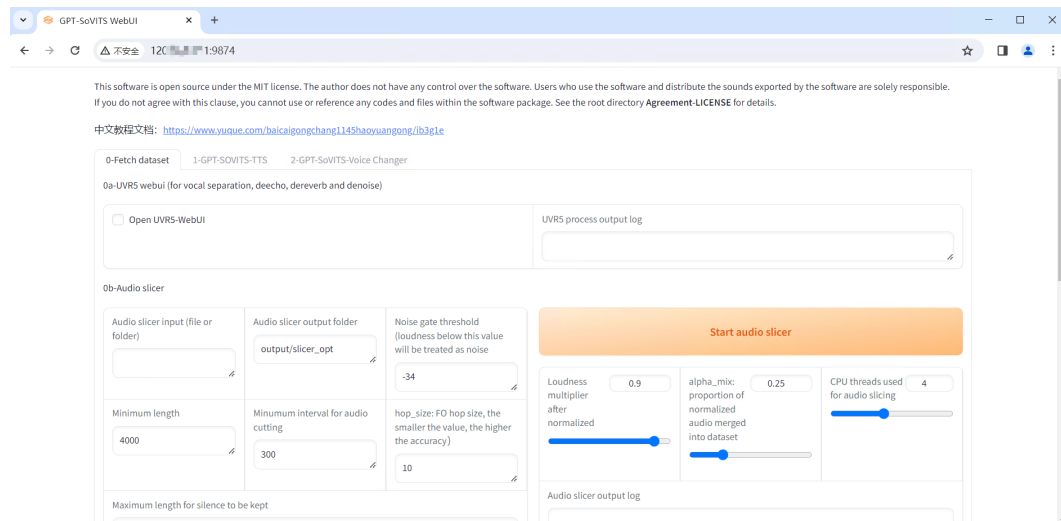 GPT-SoVITS WebUI
不安全
1:9874
This software is open source under the MIT license. The author does not have any control over the software. Users who use the software and distribute the sounds exported by the software are solely responsible.
If you do not agree with this clause, you cannot use or reference any codes and files within the software package. See the root directory Agreement-LICENSE for details.
中文教程文档：https://www.yuque.com/baicaigongchang1145haoyuangong/ib3g1e
0-Fetch dataset
1-GPT-SOVITS-TTS
2-GPT-SoVITS-Voice Changer
0a-UVR5 webui (for vocal separation, deecho, dereverb and denoise)
Open UVR5-WebUI
UVR5 process output log
0b-Audio slicer
Audio slicer input (file or
folder)
Audio slicer output folder
output/slicer_opt
Noise gate threshold
(loudness below this value
will be treated as noise
-34
Minimum length
4000
Minumum interval for audio
cutting
300
hop_size: FO hop size, the
smaller the value, the higher
the accuracy）
10
Maximum length for silence to
be kept
Start audio slicer
Loudness
multiplier
after
normalized
0.9
alpha_mix:
proportion of
normalized
audio merged
into dataset
0.25
CPU threads used
for audio slicing
4
Audio slicer output log